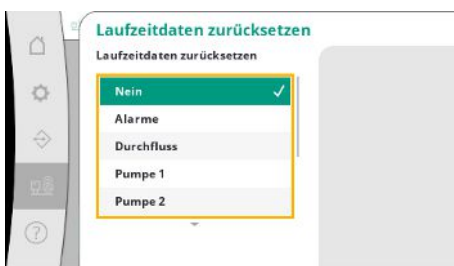 Laufzeitdaten zurücksetzen
Laufzeitdaten zurücksetzen
Nein
Alarme
Durchfluss
Pumpe 1
Pumpe 2